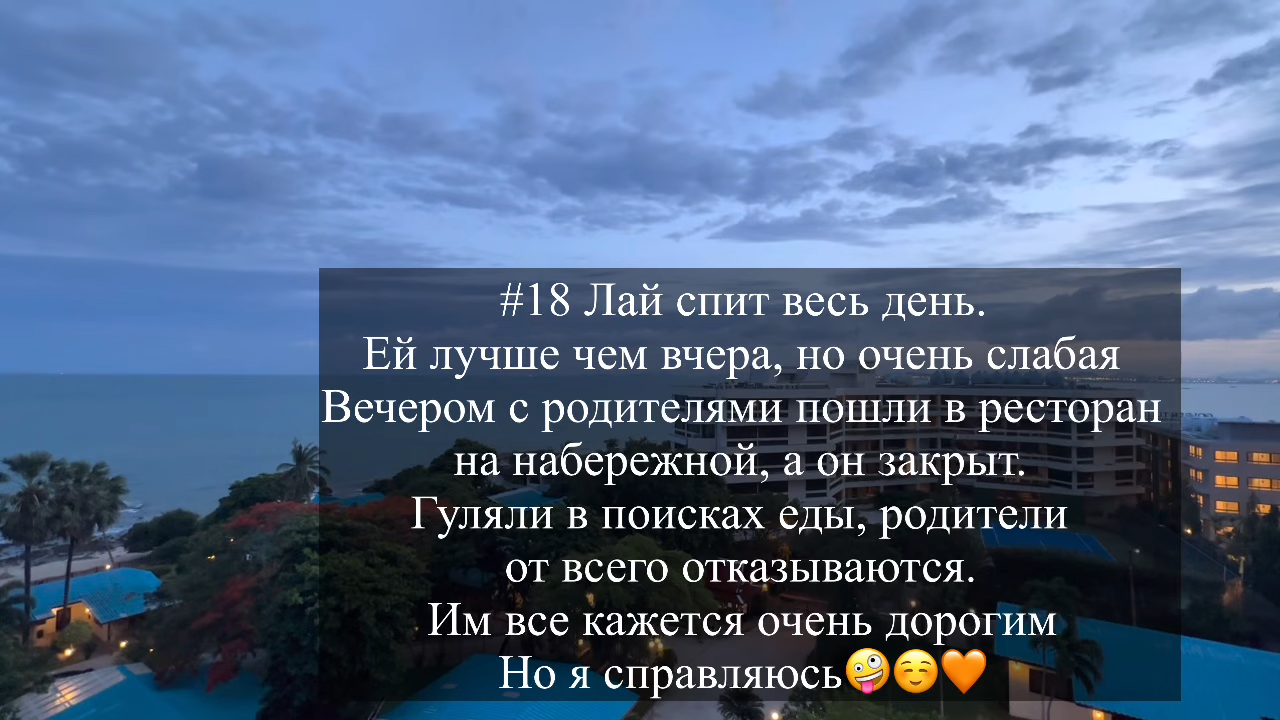 #18 Лай спит весь день.
Ей лучше чем вчера, но очень слабая
Вечером с родителями пошли в ресторан
на набережной, а он закрыт.
Гуляли в поисках еды, родители
от всего отказываются.
Им все кажется очень дорогим
Но я справляюсь🤪☺️🧡